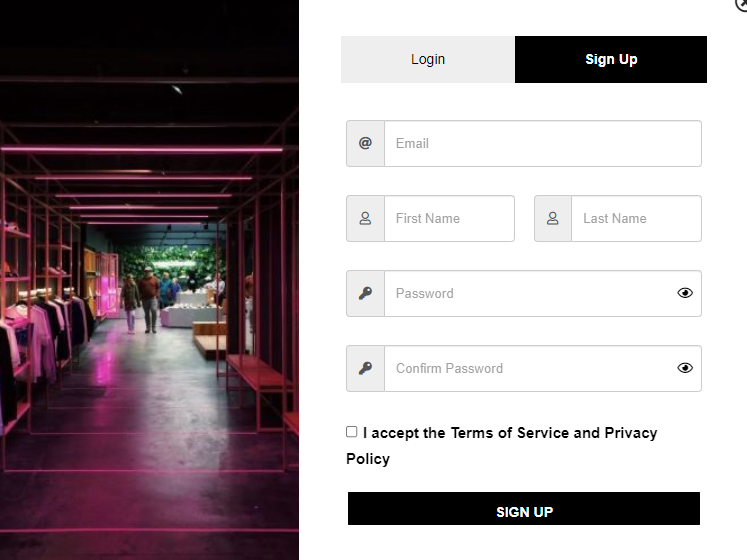 Login
Sign Up
@ Email
First Name
Last Name
Password
Confirm Password
I accept the Terms of Service and Privacy
Policy
SIGN UP